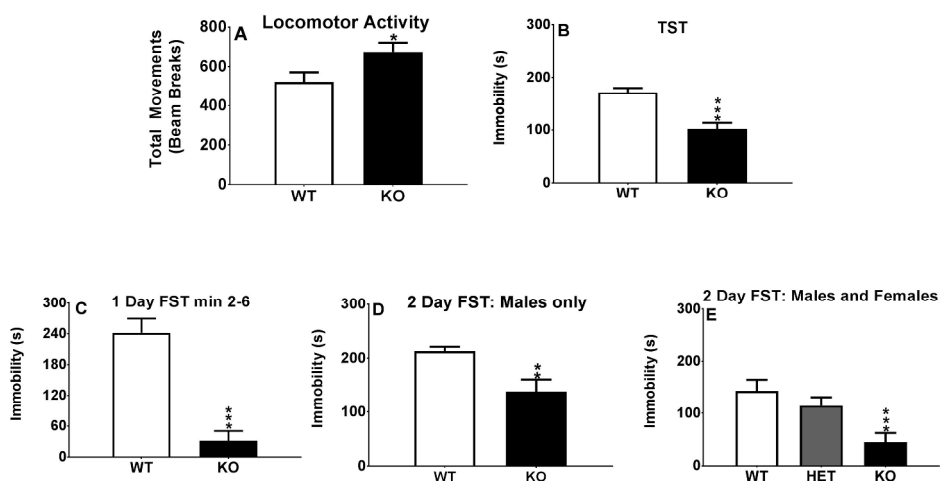 A
Locomotor Activity
Total Movements
(Beam Breaks)
800
600
400
200
0
*
WT
KO
B
TST
Immobility (s)
300
200
100
0
***
WT
KO
C
1 Day FST min 2-6
Immobility (s)
300
240
180
120
60
0
***
WT
KO
D
2 Day FST: Males only
Immobility (s)
300
200
100
0
**
WT
KO
E
2 Day FST: Males and Females
Immobility (s)
300
200
100
0
***
WT
HET
KO